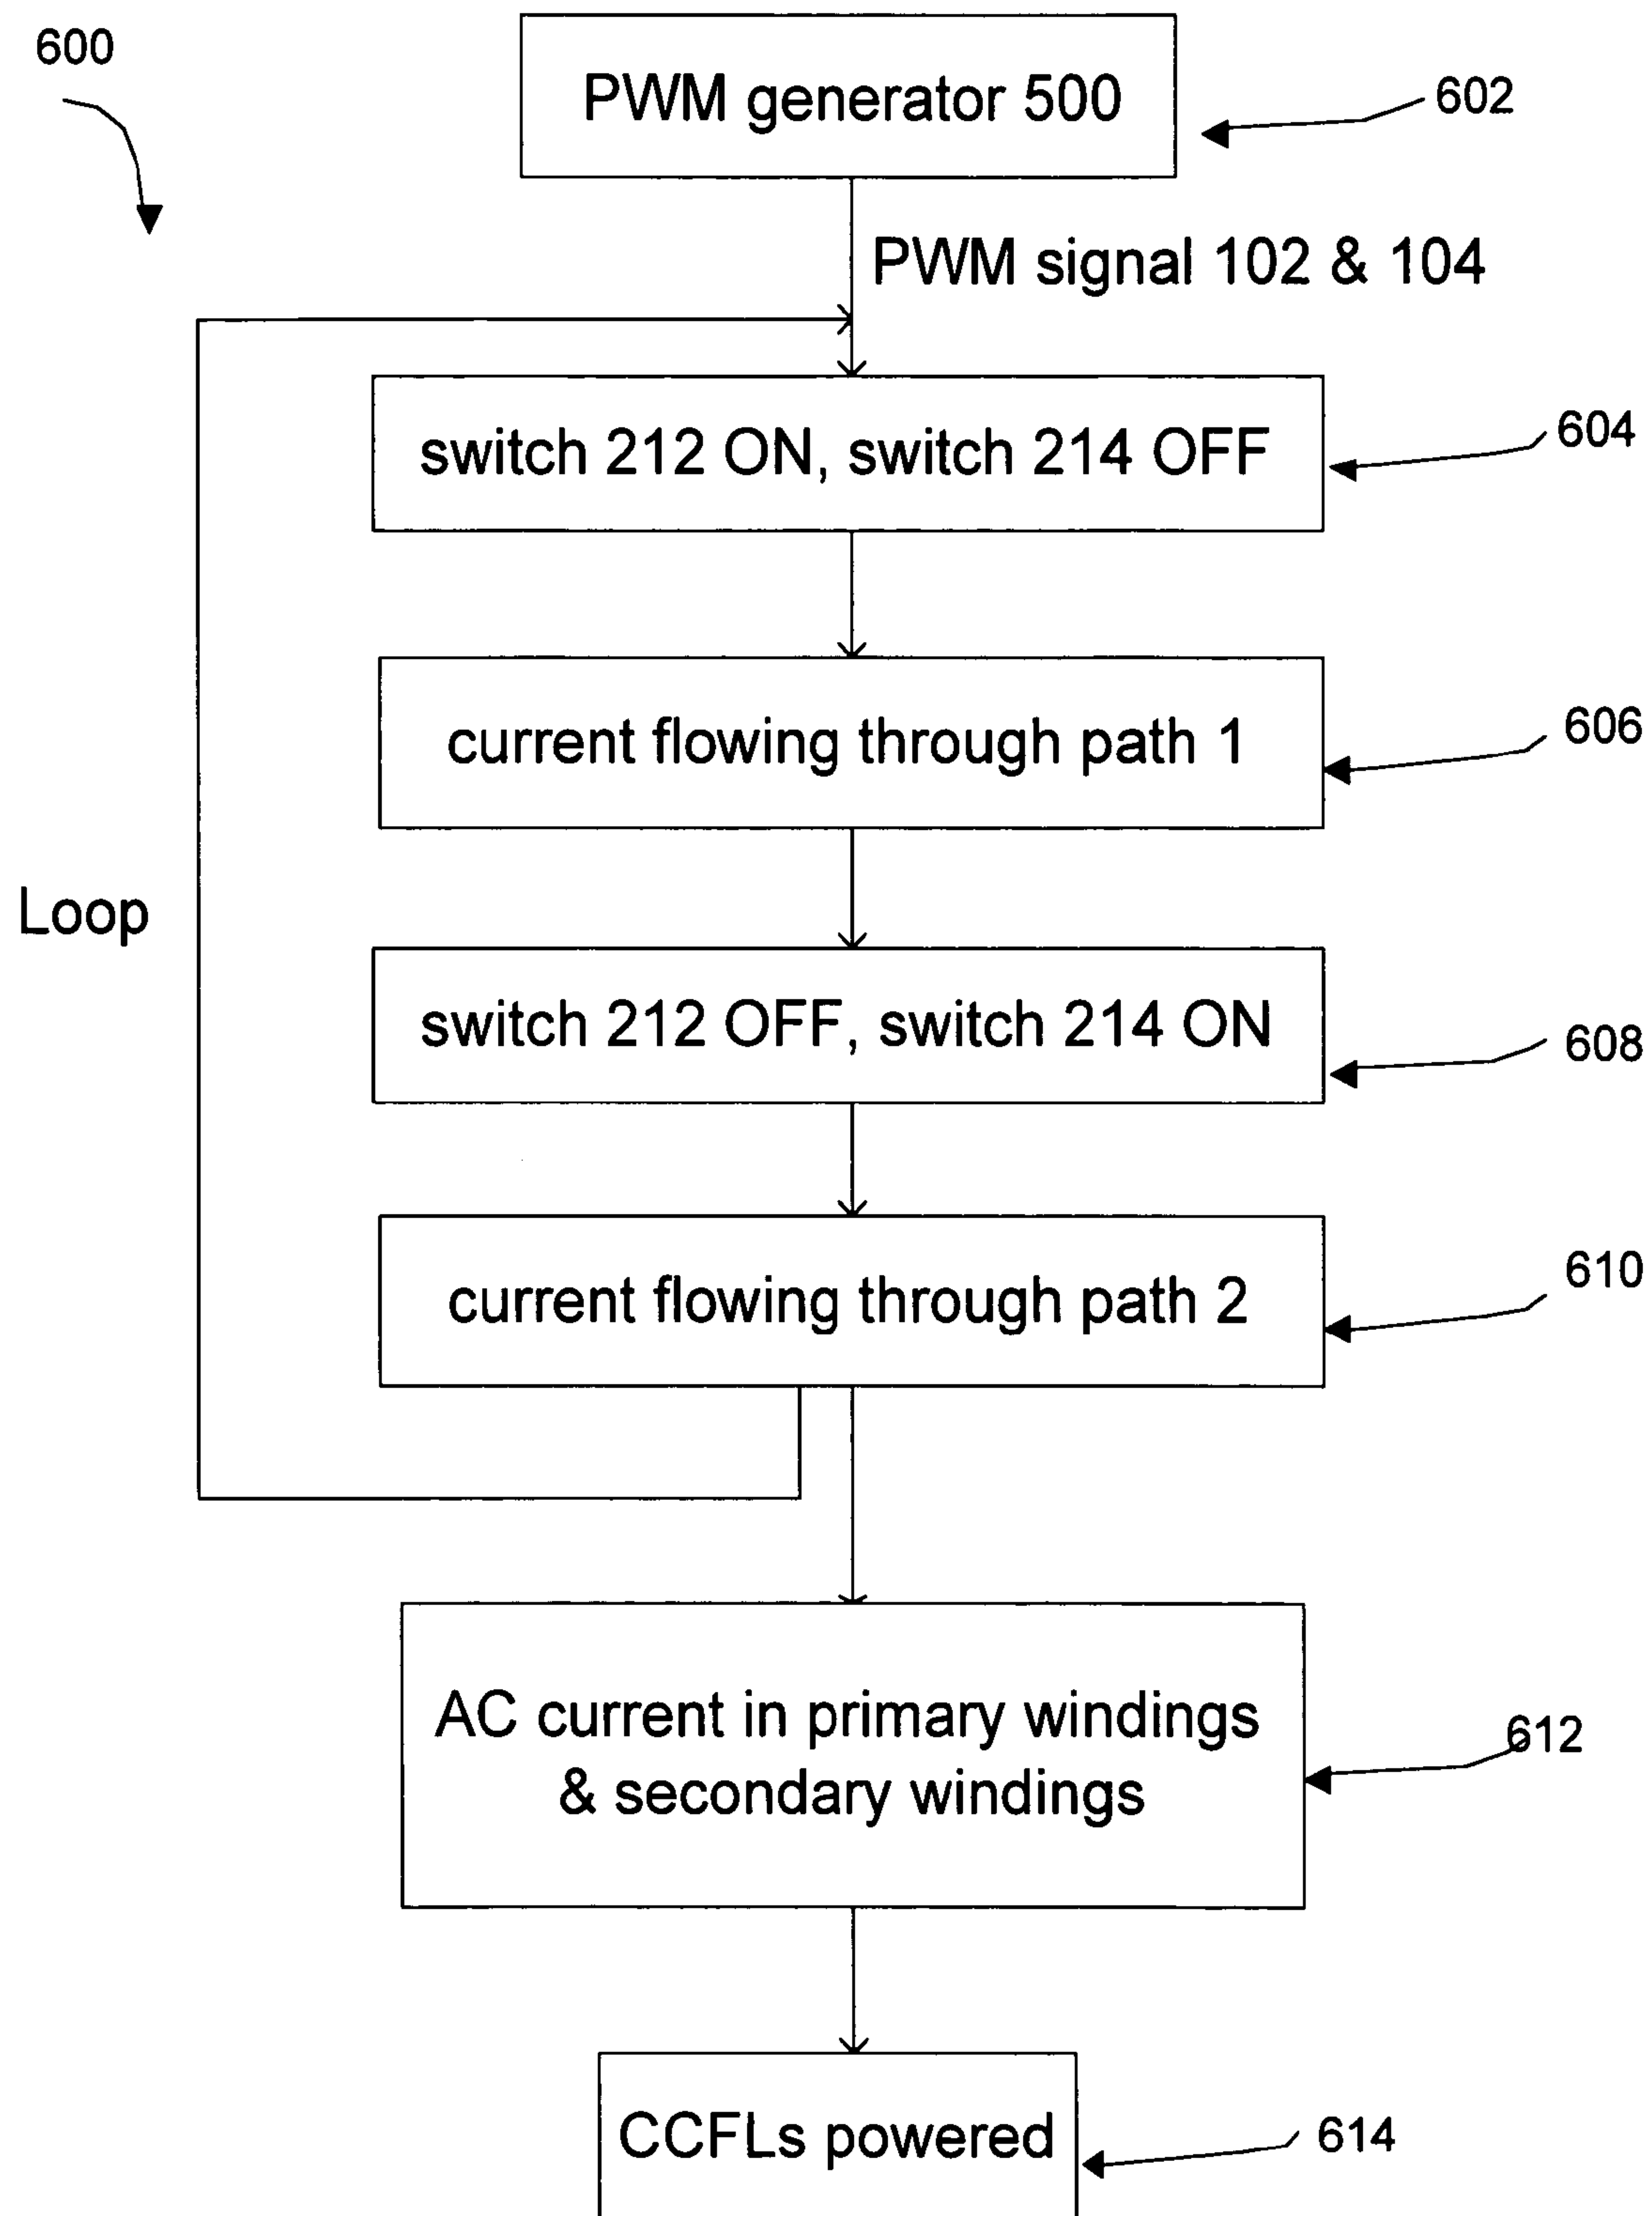 600
PWM generator 500
602
PWM signal 102 & 104
switch 212 ON, switch 214 OFF
604
current flowing through path 1
606
Loop
switch 212 OFF, switch 214 ON
608
current flowing through path 2
610
AC current in primary windings
& secondary windings
612
CCFLs powered
614